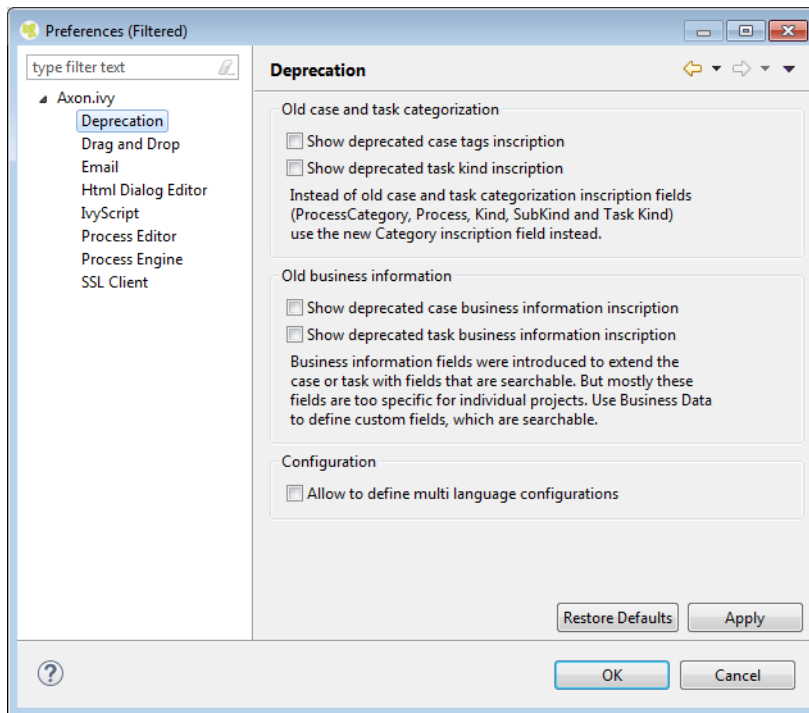 Preferences (Filtered)
type filter text
Axon.ivy
Deprecation
Drag and Drop
Email
Html Dialog Editor
IvyScript
Process Editor
Process Engine
SSL Client
Deprecation
Old case and task categorization
Show deprecated case tags inscription
Show deprecated task kind inscription
Instead of old case and task categorization inscription fields
(ProcessCategory, Process, Kind, SubKind and Task Kind)
use the new Category inscription field instead.
Old business information
Show deprecated case business information inscription
Show deprecated task business information inscription
Business information fields were introduced to extend the
case or task with fields that are searchable. But mostly these
fields are too specific for individual projects. Use Business Data
to define custom fields, which are searchable.
Configuration
Allow to define multi language configurations
Restore Defaults
Apply
OK
Cancel